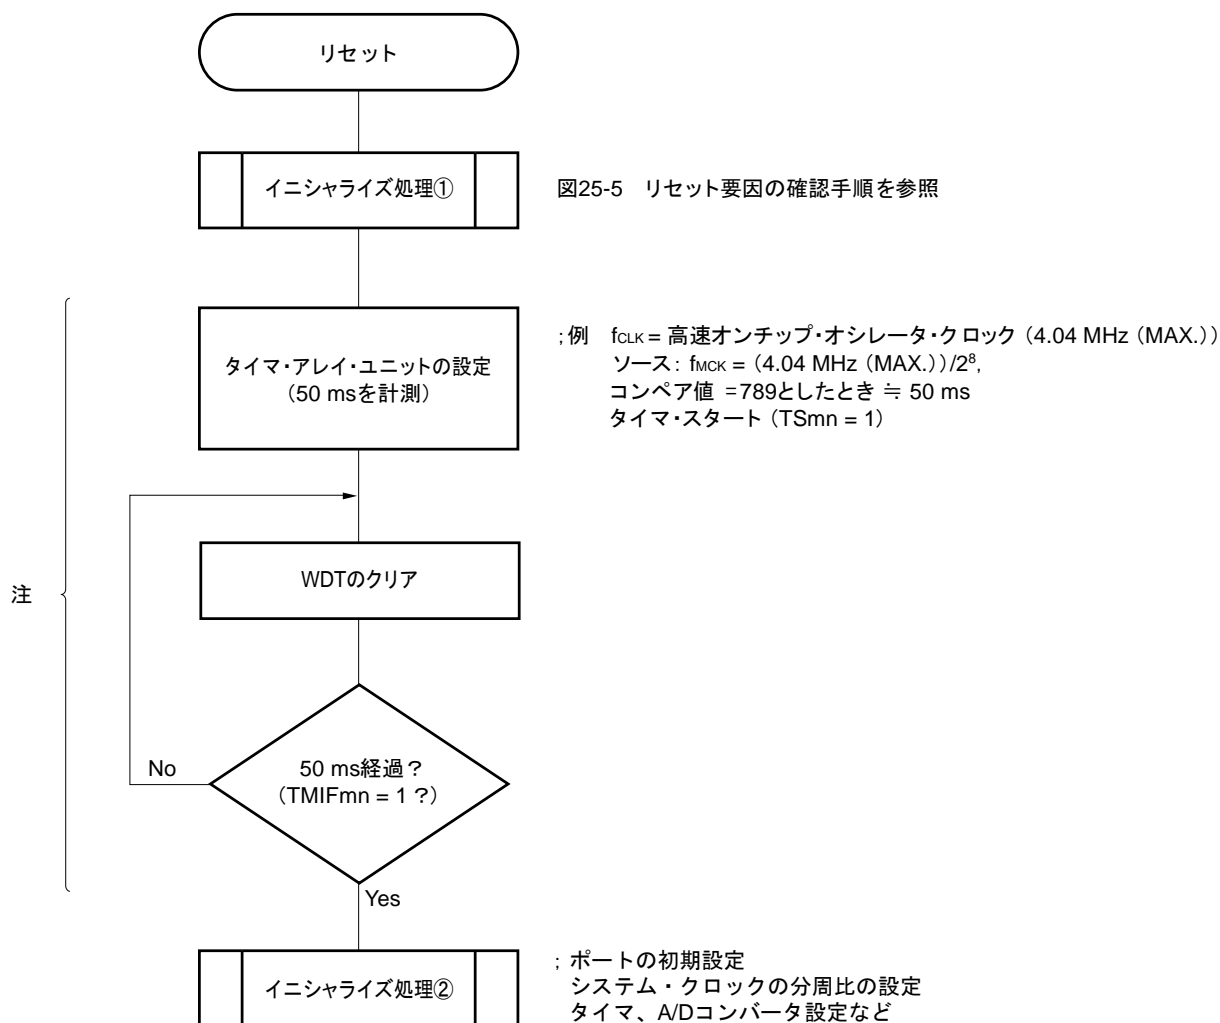 リセット
イニシャライズ処理① 図25-5 リセット要因の確認手順を参照
タイマ・アレイ・ユニットの設定
(50 msを計測)
;例 fCLK = 高速オンチップ・オシレータ・クロック (4.04 MHz (MAX.))
ソース: fMCK = (4.04 MHz (MAX.))/2⁸,
コンペア値 =789としたとき ≒ 50 ms
タイマ・スタート (TSmn = 1)
注
WDTのクリア
No
50 ms経過?
(TMIFmn = 1 ?)
Yes
イニシャライズ処理②
; ポートの初期設定
システム・クロックの分周比の設定
タイマ、A/Dコンバータ設定など